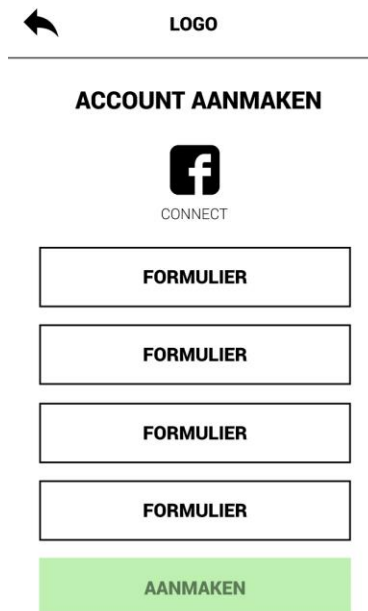 LOGO
ACCOUNT AANMAKEN
CONNECT
FORMULIER
FORMULIER
FORMULIER
FORMULIER
AANMAKEN